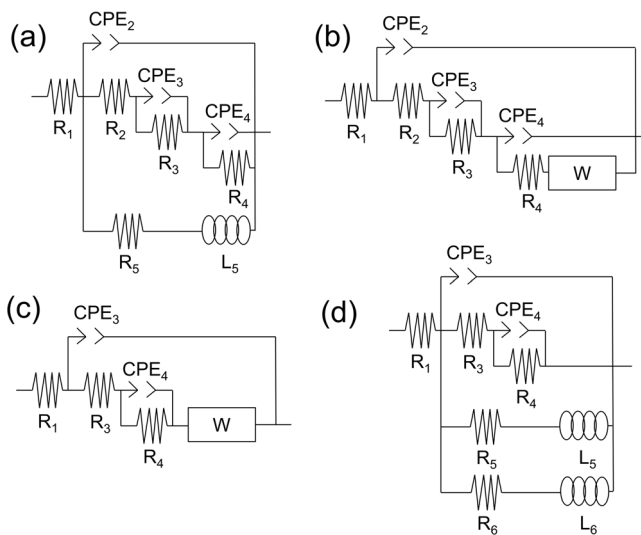 (a)
CPE₂
CPE₃
R₁
R₂
CPE₄
R₃
R₄
R₅
L₅
(b)
CPE₂
CPE₃
R₁
R₂
CPE₄
R₃
W
R₄
(c)
CPE₃
CPE₄
R₁
R₃
W
R₄
(d)
CPE₃
CPE₄
R₁
R₃
R₄
R₅
L₅
R₆
L₆